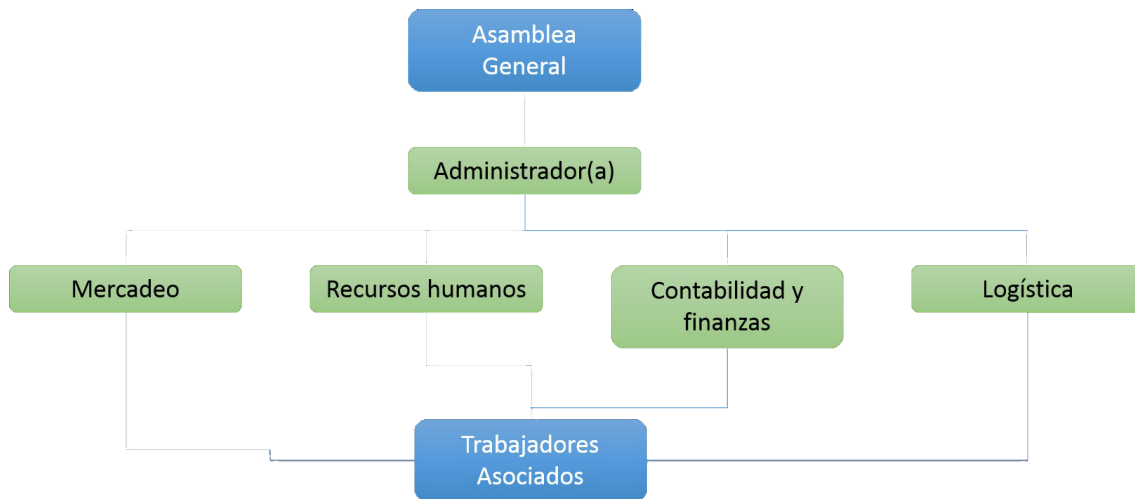 Asamblea
General
Administrador(a)
Mercadeo
Recursos humanos
Contabilidad y
finanzas
Logística
Trabajadores
Asociados